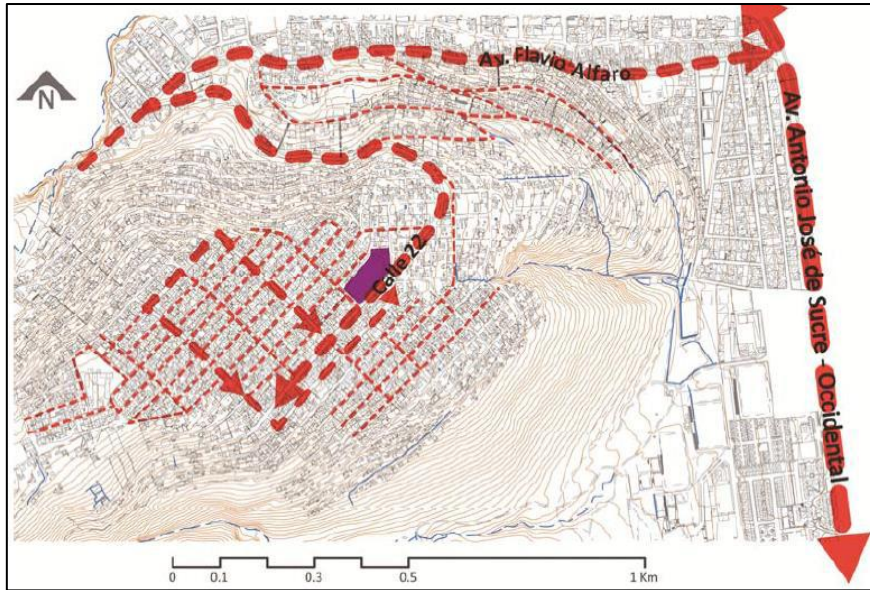 Av. Flavio Alfaro
N
Av. Antonio José de Sucre - Occidental
Calle 22
0 0.1 0.3 0.5 1 Km